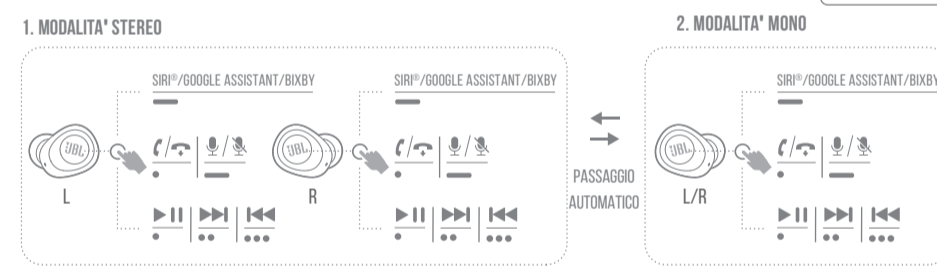 1. MODALITA' STEREO
2. MODALITA' MONO
SIRI®/GOOGLE ASSISTANT/BIXBY
SIRI®/GOOGLE ASSISTANT/BIXBY
SIRI®/GOOGLE ASSISTANT/BIXBY
JBL
JBL
JBL
L
R
PASSAGGIO
AUTOMATICO
L/R